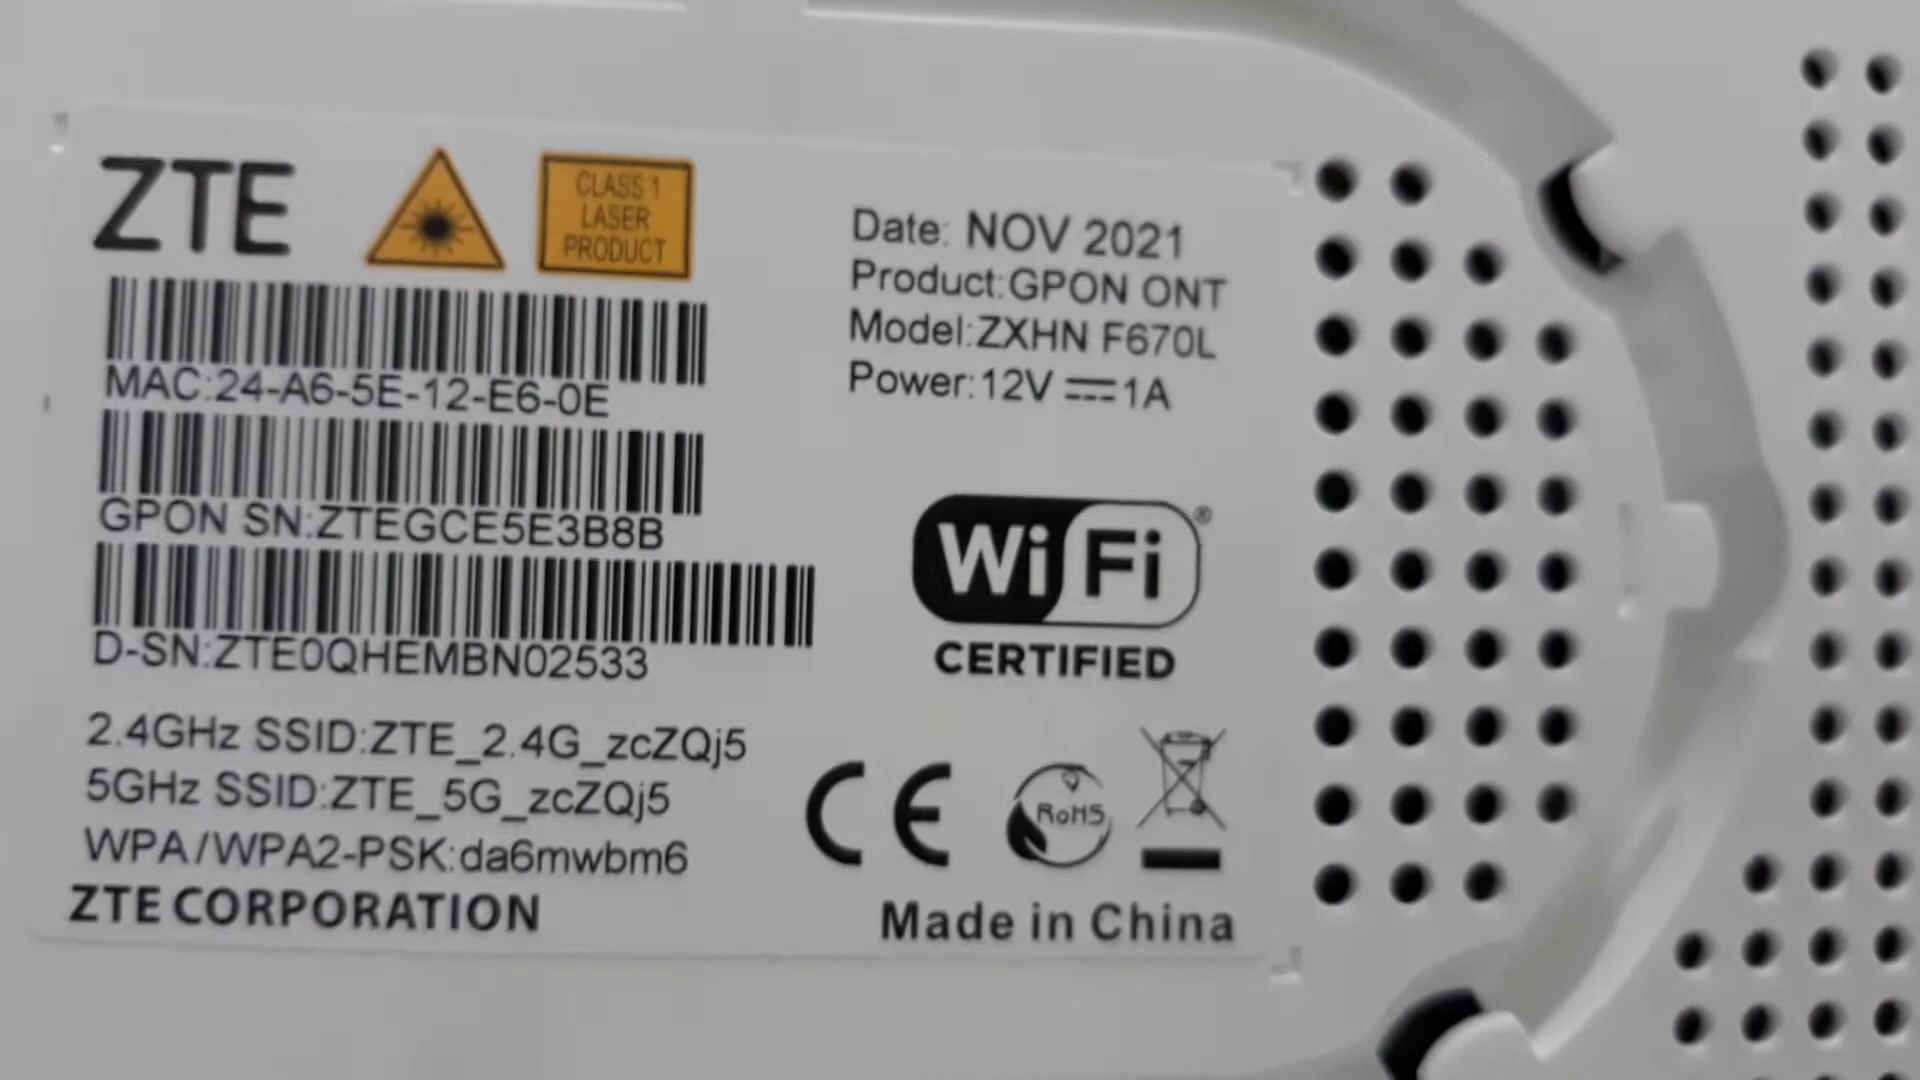 ZTE
CLASS 1
LASER
PRODUCT
MAC:24-A6-5E-12-E6-0E
GPON SN:ZTEGCE5E3B8B
D-SN:ZTE0QHEMBN02533
2.4GHz SSID:ZTE_2.4G_zcZQj5
5GHz SSID:ZTE_5G_zcZQj5
WPA/WPA2-PSK:da6mwbm6
ZTE CORPORATION
Date: NOV 2021
Product:GPON ONT
Model:ZXHN F670L
Power:12V⎓1A
WiFi®
CERTIFIED
CE
RoHS
Made in China